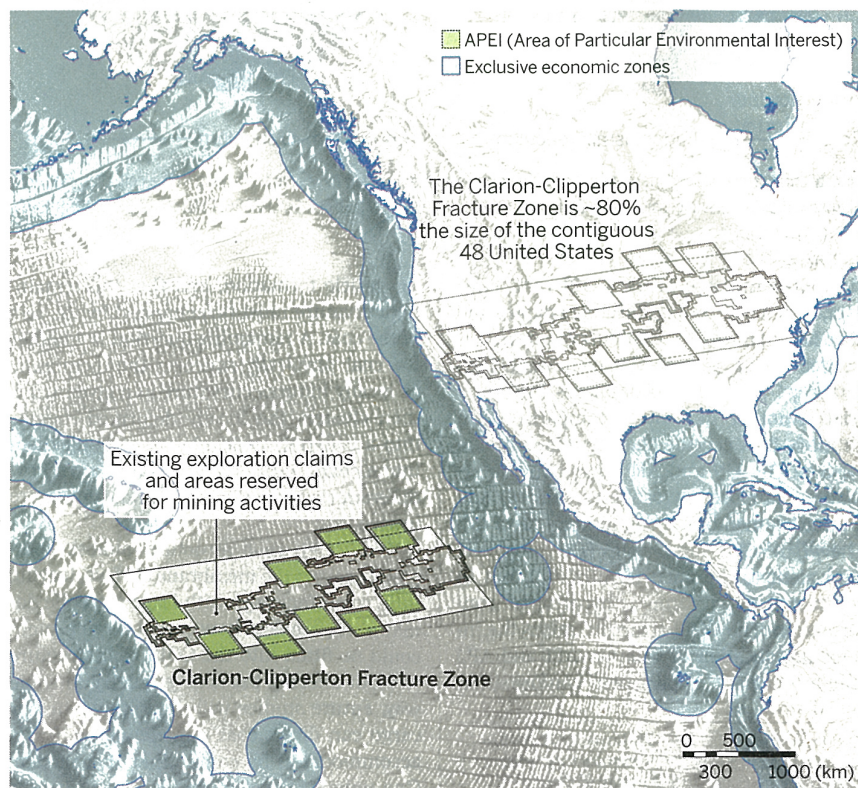 APEI (Area of Particular Environmental Interest)
Exclusive economic zones
The Clarion-Clipperton
Fracture Zone is ~80%
the size of the contiguous
48 United States
Existing exploration claims
and areas reserved
for mining activities
Clarion-Clipperton Fracture Zone
0 500
300 1000 (km)